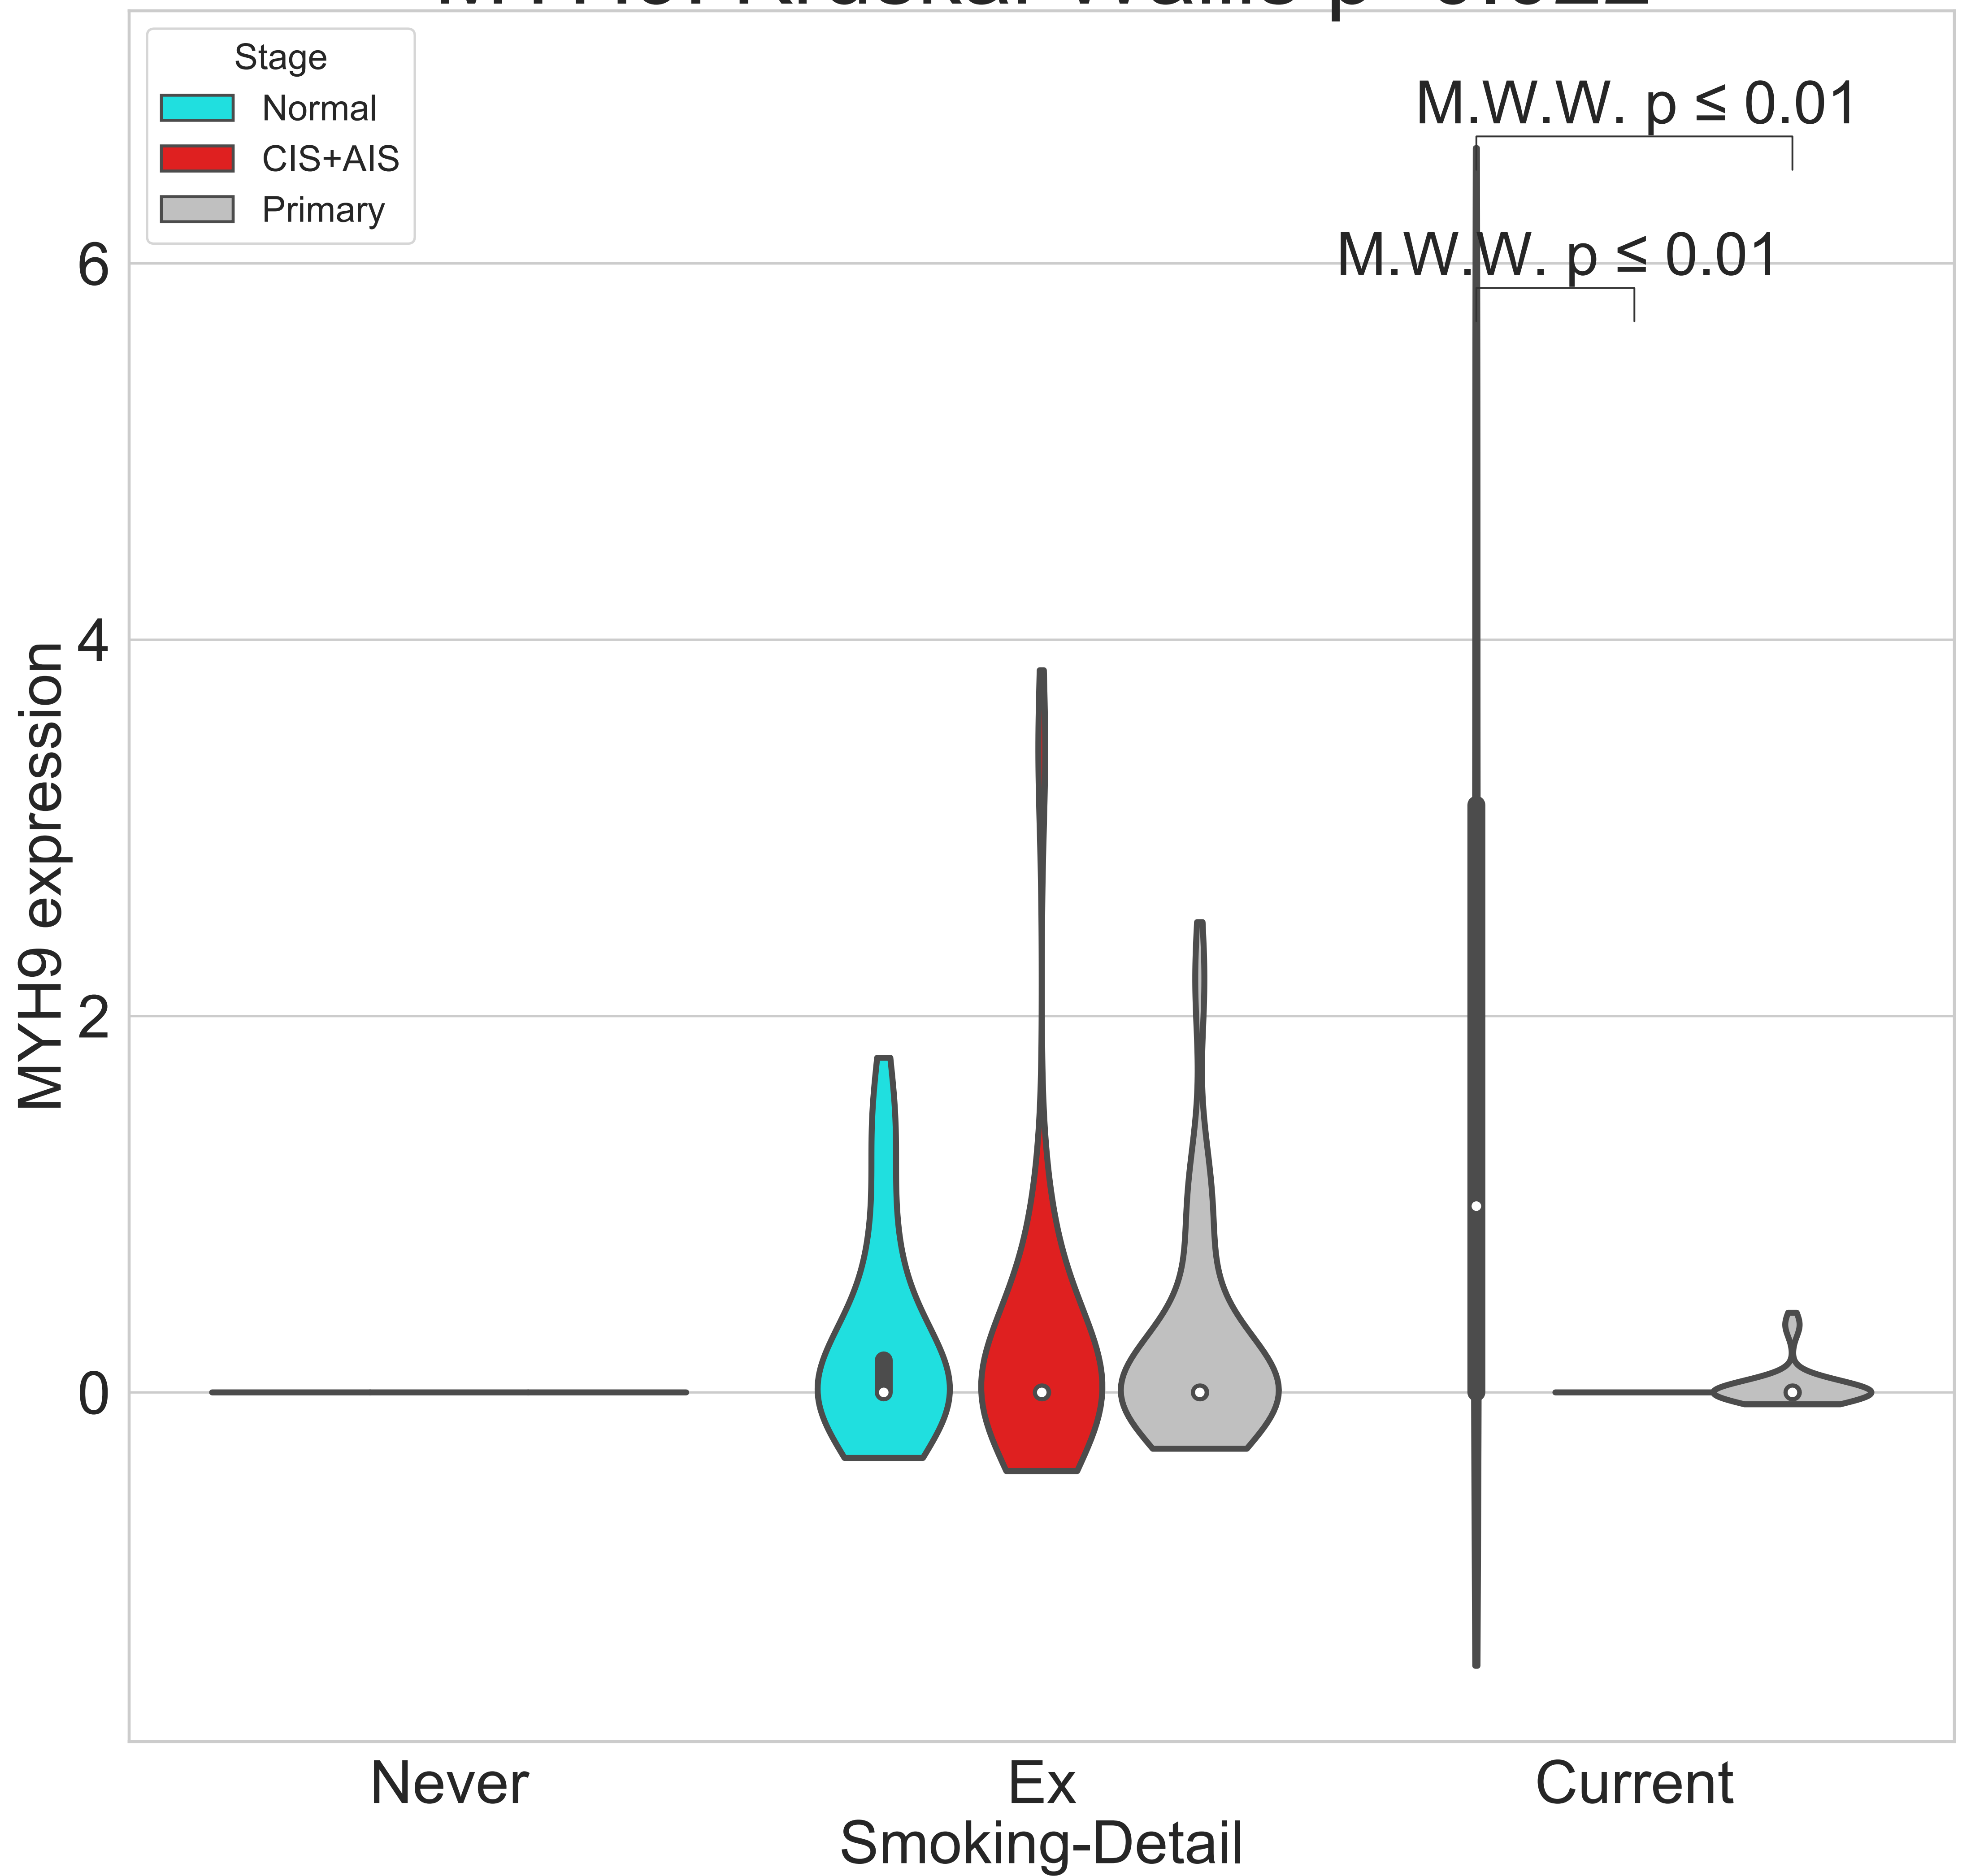 Stage
Normal
CIS+AIS
Primary
M.W.W. p ≤ 0.01
M.W.W. p ≤ 0.01
6
4
2
0
MYH9 expression
Never
Ex
Current
Smoking-Detail